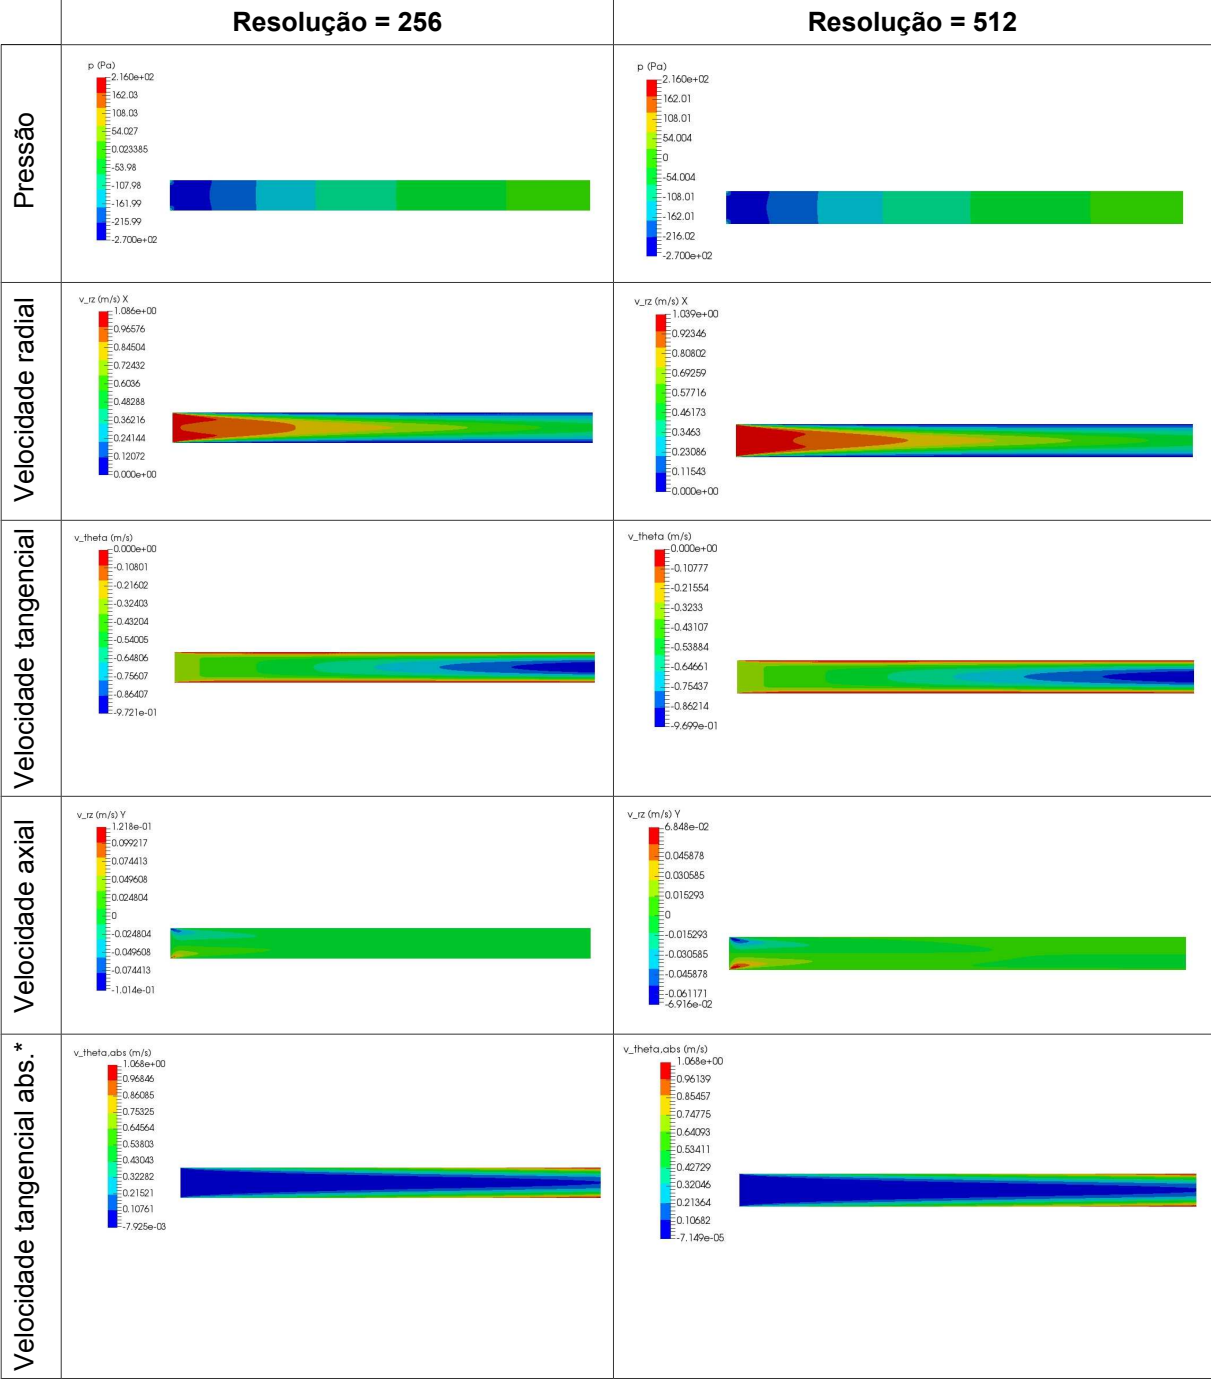 Resolução = 256
Resolução = 512
Pressão
p (Pa)
2.160e+02
162.03
108.03
54.027
0.023385
-53.98
-107.98
-161.99
-215.99
-2.700e+02
p (Pa)
2.160e+02
162.01
108.01
54.004
0
-54.004
-108.01
-162.01
-216.02
-2.700e+02
Velocidade radial
v_rz (m/s) X
1.086e+00
0.96576
0.84504
0.72432
0.6036
0.48288
0.36216
0.24144
0.12072
0.000e+00
v_rz (m/s) X
1.039e+00
0.92346
0.80802
0.69259
0.57716
0.46173
0.3463
0.23086
0.11543
0.000e+00
Velocidade tangencial
v_theta (m/s)
0.000e+00
-0.10801
-0.21602
-0.32403
-0.43204
-0.54005
-0.64806
-0.75607
-0.86407
-9.721e-01
v_theta (m/s)
0.000e+00
-0.10777
-0.21554
-0.3233
-0.43107
-0.53884
-0.64661
-0.75437
-0.86214
-9.699e-01
Velocidade axial
v_rz (m/s) Y
1.218e-01
0.099217
0.074413
0.049608
0.024804
0
-0.024804
-0.049608
-0.074413
-1.014e-01
v_rz (m/s) Y
6.848e-02
0.045878
0.030585
0.015293
0
-0.015293
-0.030585
-0.045878
-0.061171
-6.916e-02
Velocidade tangencial abs.*
v_theta,abs (m/s)
1.068e+00
0.96846
0.86085
0.75325
0.64564
0.53803
0.43043
0.32282
0.21521
0.10761
-7.925e-03
v_theta,abs (m/s)
1.068e+00
0.96139
0.85457
0.74775
0.64093
0.53411
0.42729
0.32046
0.21364
0.10682
-7.149e-05